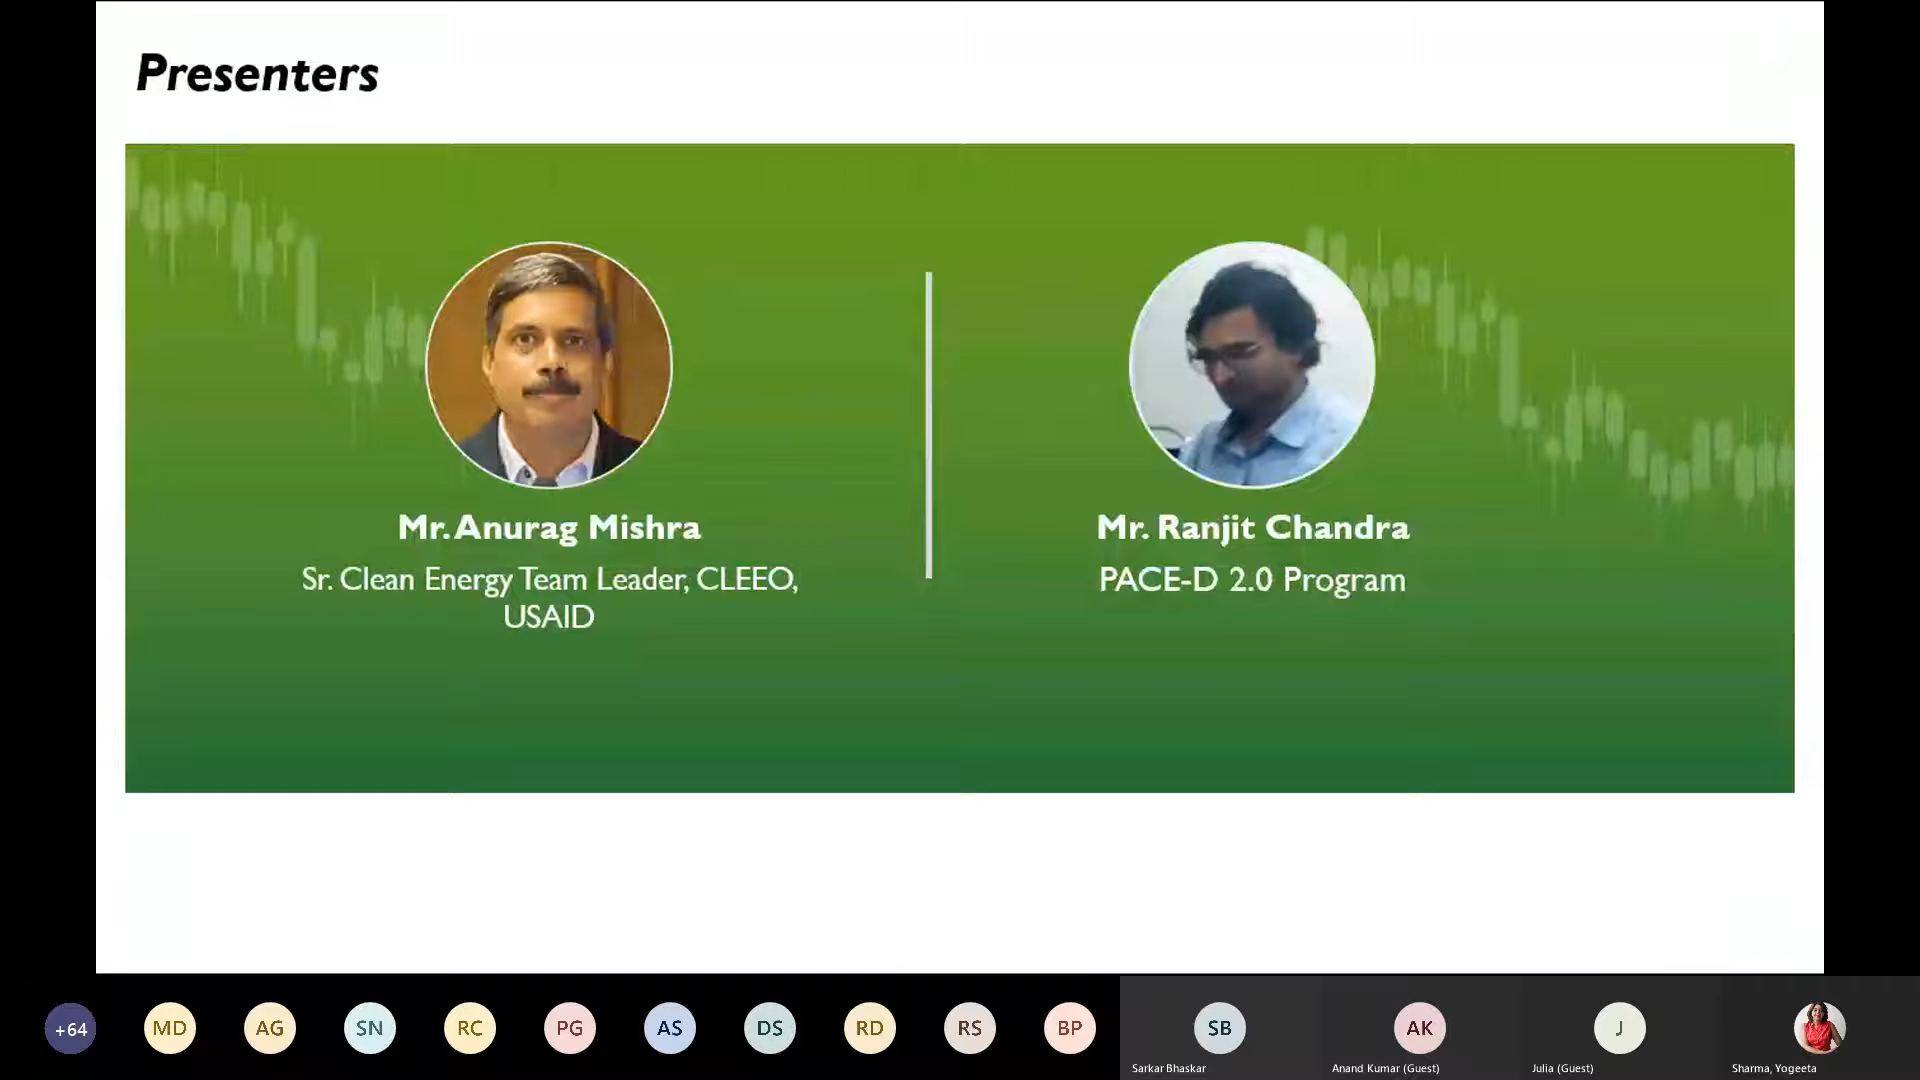 Presenters
Mr. Anurag Mishra
Sr. Clean Energy Team Leader, CLEEO,
USAID
Mr. Ranjit Chandra
PACE-D 2.0 Program
+64
MD
AG
SN
RC
PG
AS
DS
RD
RS
BP
SB
Sarkar Bhaskar
AK
Anand Kumar (Guest)
J
Julia (Guest)
Sharma, Yogeeta